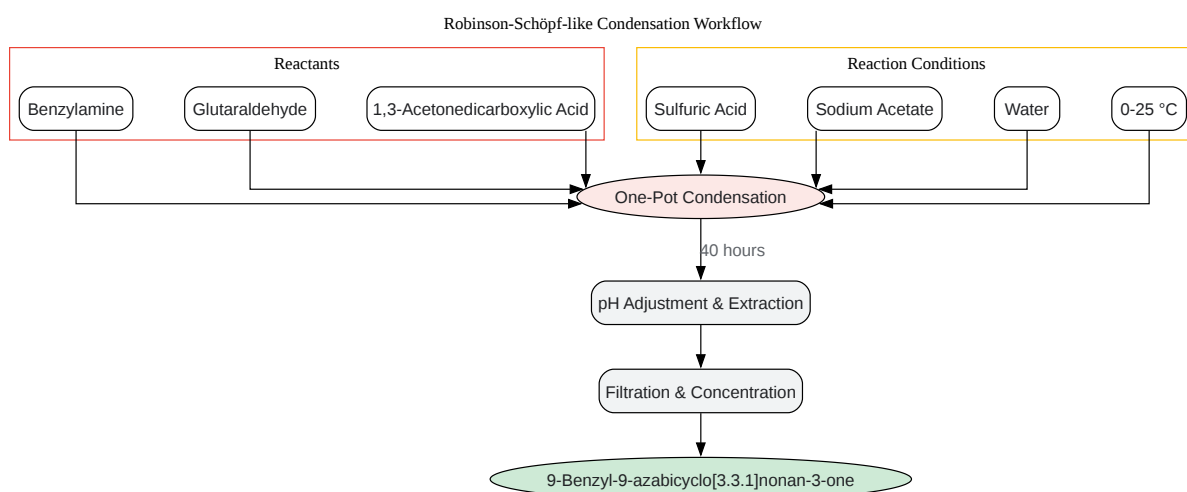 Robinson-Schöpf-like Condensation Workflow
Reactants
Reaction Conditions
Benzylamine
Glutaraldehyde
1,3-Acetonedicarboxylic Acid
Sulfuric Acid
Sodium Acetate
Water
0-25 °C
One-Pot Condensation
40 hours
pH Adjustment & Extraction
Filtration & Concentration
9-Benzyl-9-azabicyclo[3.3.1]nonan-3-one